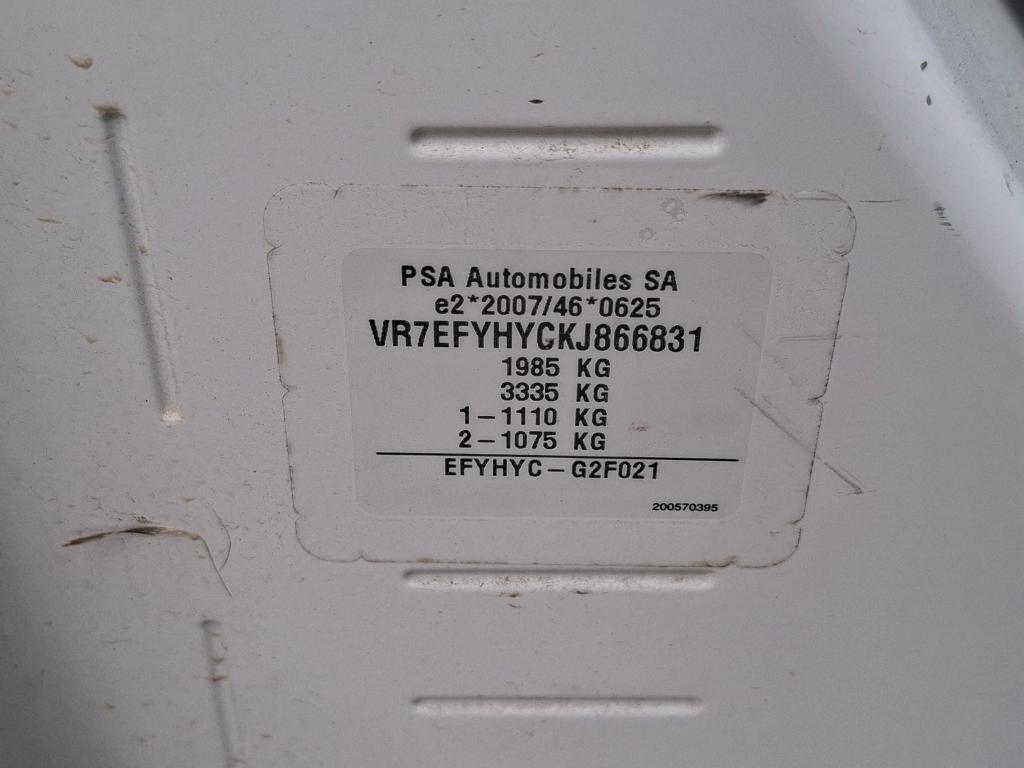 PSA Automobiles SA
e2*2007/46*0625
VR7EFYHYCKJ866831
1985 KG
3335 KG
1-1110 KG
2-1075 KG
EFYHYC-G2F021
200570395